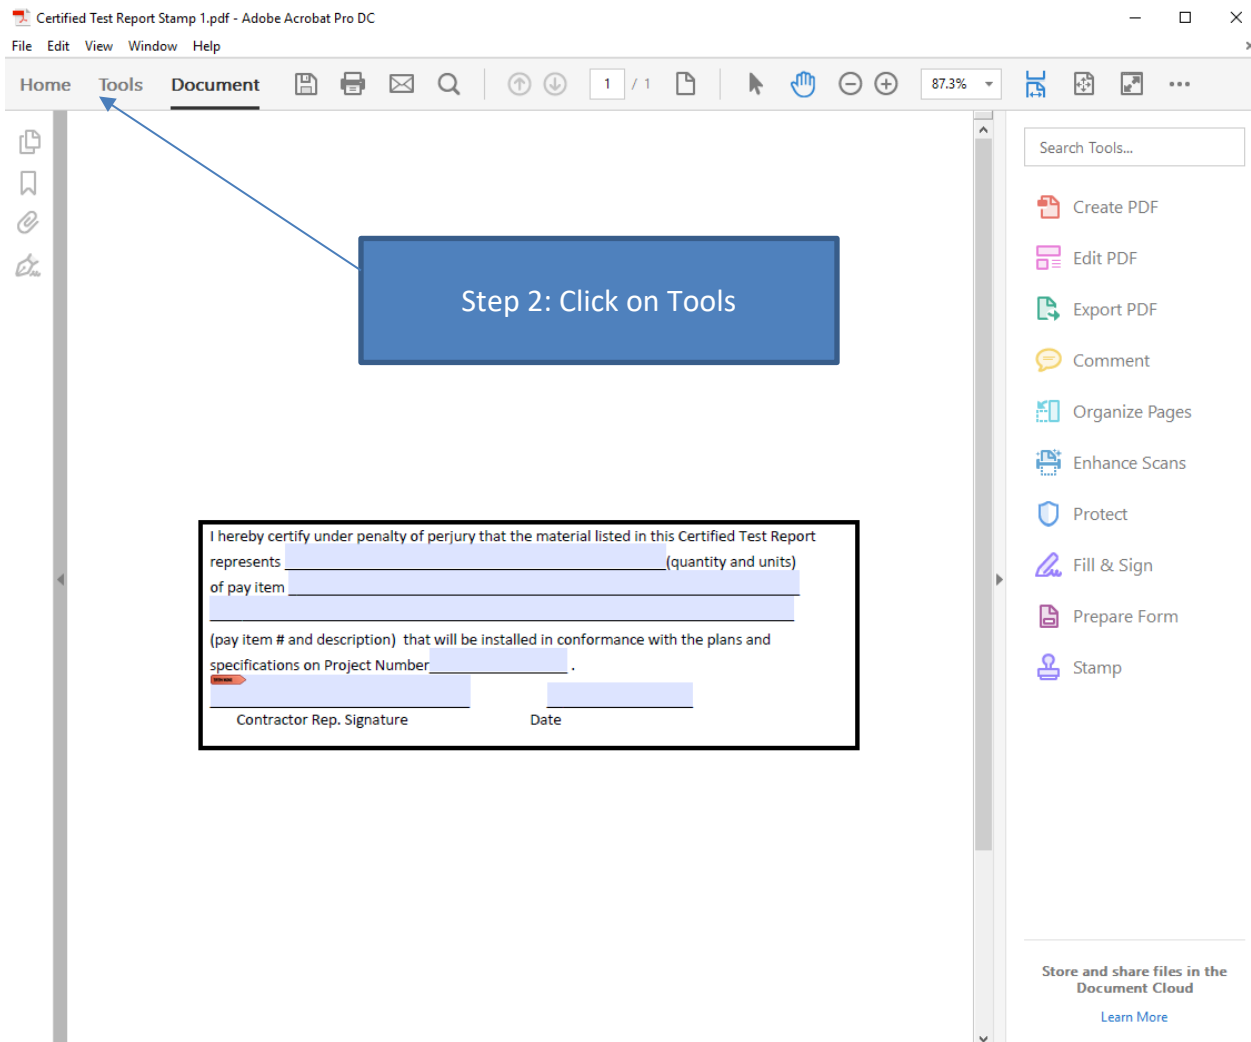 Certified Test Report Stamp 1.pdf - Adobe Acrobat Pro DC
File Edit View Window Help
Home Tools Document 1 / 1 87.3%
Search Tools...
Create PDF
Edit PDF
Export PDF
Comment
Organize Pages
Enhance Scans
Protect
Fill & Sign
Prepare Form
Stamp
Store and share files in the
Document Cloud
Learn More
Step 2: Click on Tools
I hereby certify under penalty of perjury that the material listed in this Certified Test Report
represents (quantity and units)
of pay item
(pay item # and description) that will be installed in conformance with the plans and
specifications on Project Number .
Contractor Rep. Signature Date